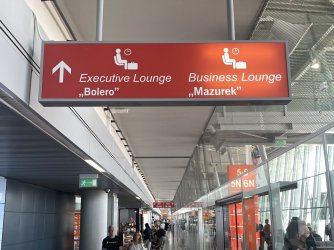 Executive Lounge
„Bolero”
Business Lounge
„Mazurek”